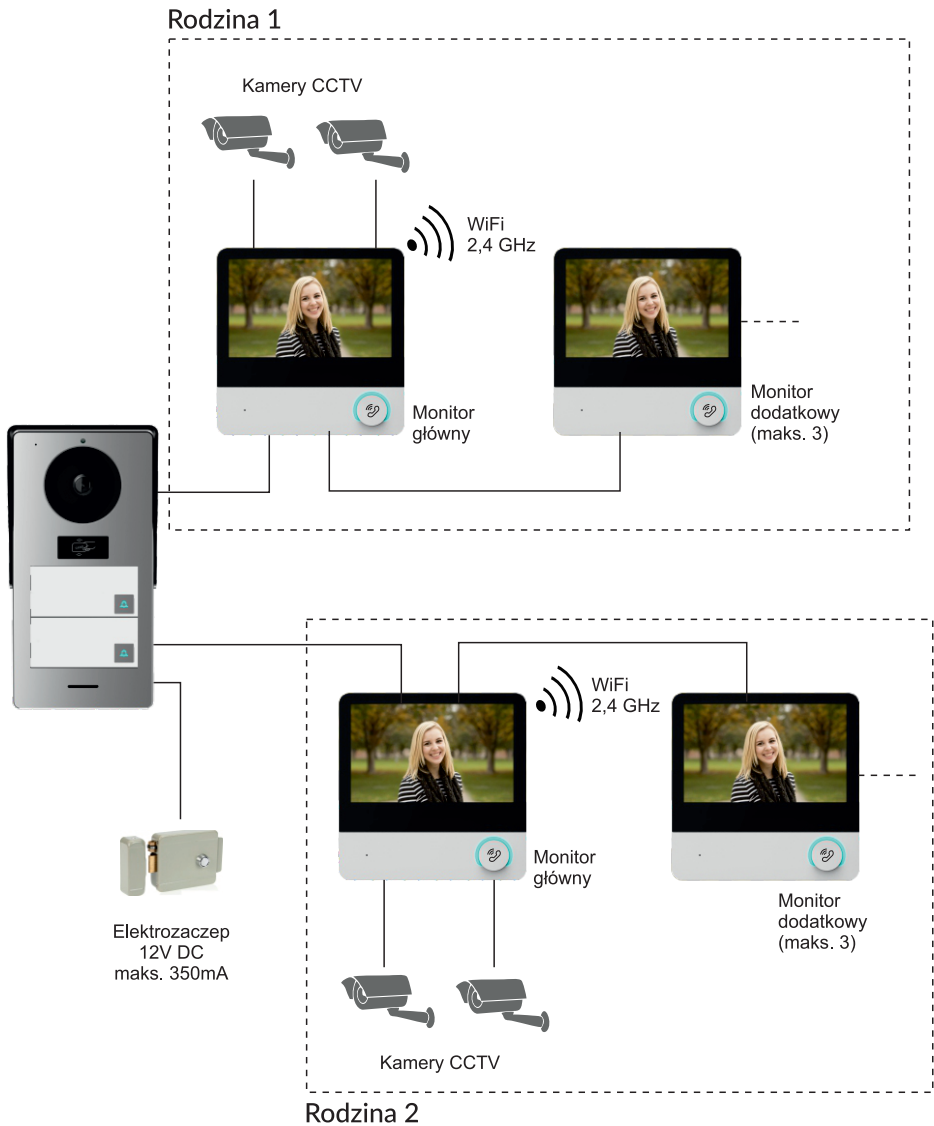 Rodzina 1
Kamery CCTV
WiFi
2,4 GHz
Monitor
główny
Monitor
dodatkowy
(maks. 3)
WiFi
2,4 GHz
Monitor
główny
Monitor
dodatkowy
(maks. 3)
Elektrozaczep
12V DC
maks. 350mA
Kamery CCTV
Rodzina 2